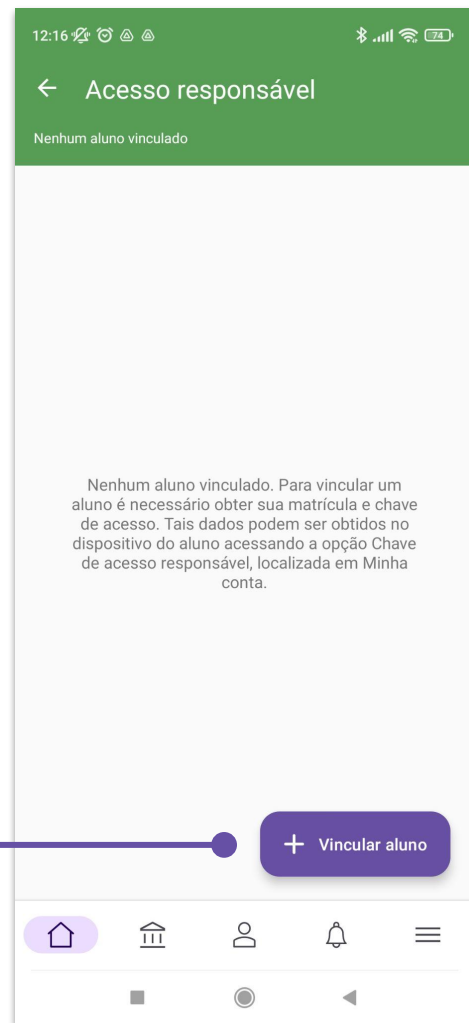 12:16
74
Acesso responsável
Nenhum aluno vinculado
Nenhum aluno vinculado. Para vincular um
aluno é necessário obter sua matrícula e chave
de acesso. Tais dados podem ser obtidos no
dispositivo do aluno acessando a opção Chave
de acesso responsável, localizada em Minha
conta.
+ Vincular aluno